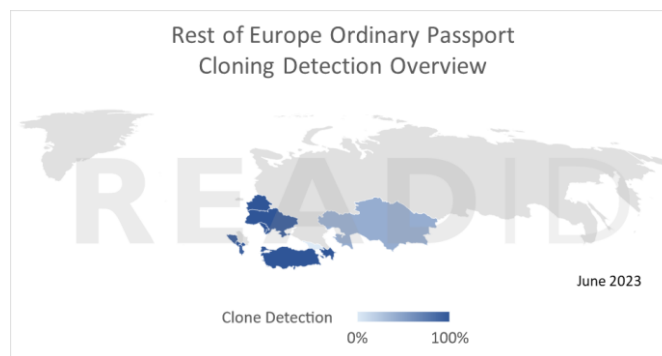 Rest of Europe Ordinary Passport
Cloning Detection Overview
READID
June 2023
Clone Detection
0%
100%